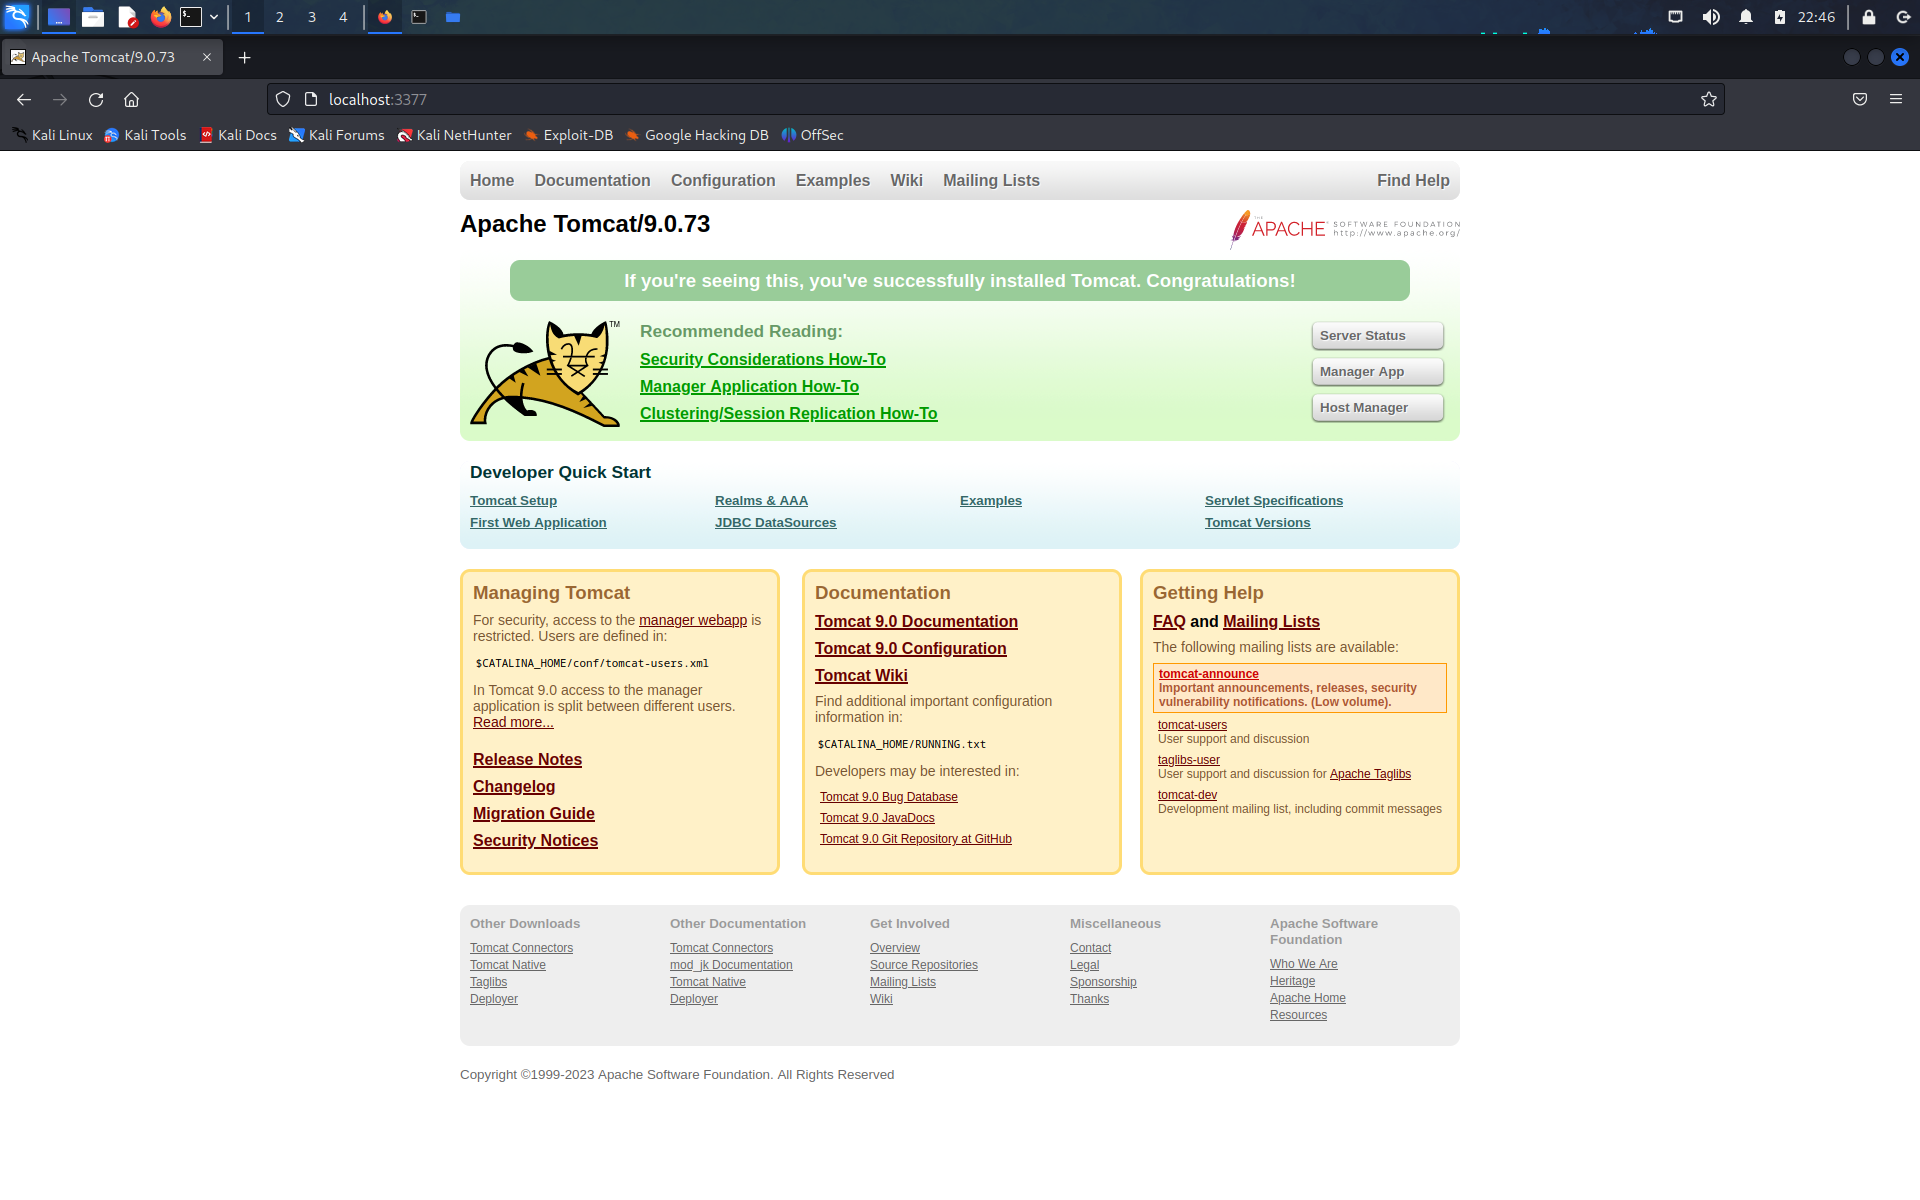 1 2 3 4
22:46
Apache Tomcat/9.0.73
localhost:3377
Kali Linux Kali Tools Kali Docs Kali Forums Kali NetHunter Exploit-DB Google Hacking DB OffSec
Home Documentation Configuration Examples Wiki Mailing Lists Find Help
Apache Tomcat/9.0.73
THE APACHE SOFTWARE FOUNDATION
http://www.apache.org/
If you're seeing this, you've successfully installed Tomcat. Congratulations!
TM
Recommended Reading:
Security Considerations How-To
Manager Application How-To
Clustering/Session Replication How-To
Server Status
Manager App
Host Manager
Developer Quick Start
Tomcat Setup
First Web Application
Realms & AAA
JDBC DataSources
Examples
Servlet Specifications
Tomcat Versions
Managing Tomcat
For security, access to the manager webapp is
restricted. Users are defined in:
$CATALINA_HOME/conf/tomcat-users.xml
In Tomcat 9.0 access to the manager
application is split between different users.
Read more...
Release Notes
Changelog
Migration Guide
Security Notices
Documentation
Tomcat 9.0 Documentation
Tomcat 9.0 Configuration
Tomcat Wiki
Find additional important configuration
information in:
$CATALINA_HOME/RUNNING.txt
Developers may be interested in:
Tomcat 9.0 Bug Database
Tomcat 9.0 JavaDocs
Tomcat 9.0 Git Repository at GitHub
Getting Help
FAQ and Mailing Lists
The following mailing lists are available:
tomcat-announce
Important announcements, releases, security
vulnerability notifications. (Low volume).
tomcat-users
User support and discussion
taglibs-user
User support and discussion for Apache Taglibs
tomcat-dev
Development mailing list, including commit messages
Other Downloads
Tomcat Connectors
Tomcat Native
Taglibs
Deployer
Other Documentation
Tomcat Connectors
mod_jk Documentation
Tomcat Native
Deployer
Get Involved
Overview
Source Repositories
Mailing Lists
Wiki
Miscellaneous
Contact
Legal
Sponsorship
Thanks
Apache Software
Foundation
Who We Are
Heritage
Apache Home
Resources
Copyright ©1999-2023 Apache Software Foundation. All Rights Reserved